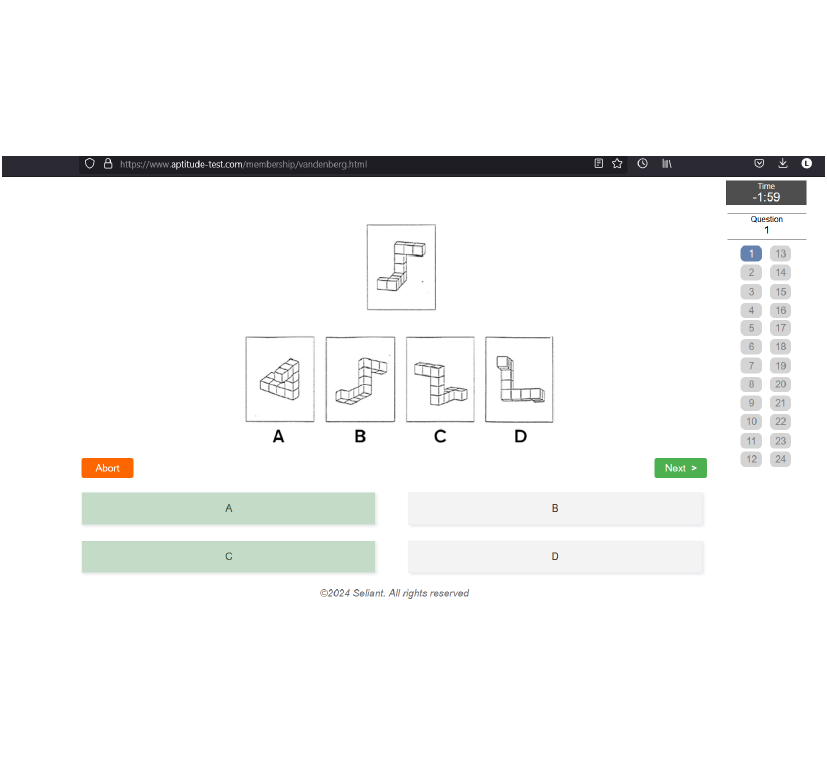 https://www.aptitude-test.com/membership/vandenberg.html
L
Time
-1:59
Question
1
1 13
2 14
3 15
4 16
5 17
6 18
7 19
8 20
9 21
10 22
11 23
12 24
A B C D
Abort
Next >
A B
C D
©2024 Seliant. All rights reserved